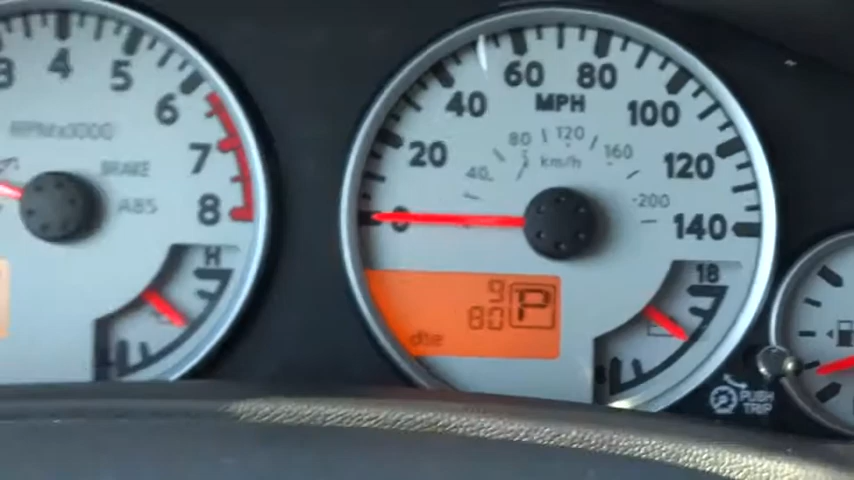 3 4 5 6 7 8
RPMx1000
BRAKE
ABS
H
0 20 40 60 80 100 120 140
MPH
40 80 120 160 200
km/h
9
80
P
dte
18
PUSH
TRIP